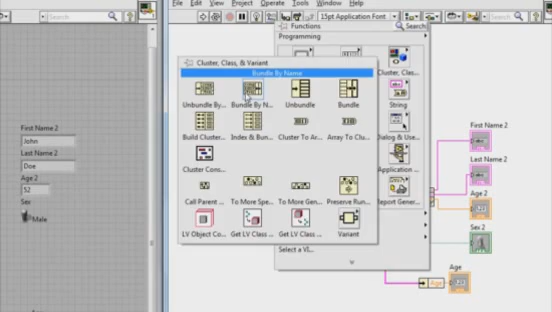 File Edit View Project Operate Tools Window Help
Search
15pt Application Font
Search
Functions
Search
Programming
Cluster, Class, & Variant
Bundle By Name
Cluster, Clas...
Unbundle By...
Bundle By N...
Unbundle
Bundle
String
Build Cluster...
Index & Bun...
Cluster To Ar...
Array To Clu...
Dialog & Use...
Cluster Cons...
Application ...
Call Parent ...
To More Spe...
To More Gen...
Preserve Run...
Report Gener...
LV Object Co...
Get LV Class ...
Get LV Class ...
Variant
Select a VI...
First Name 2
John
Last Name 2
Doe
Age 2
52
Sex
Male
First Name 2
Last Name 2
Age 2
Sex 2
Age
Age